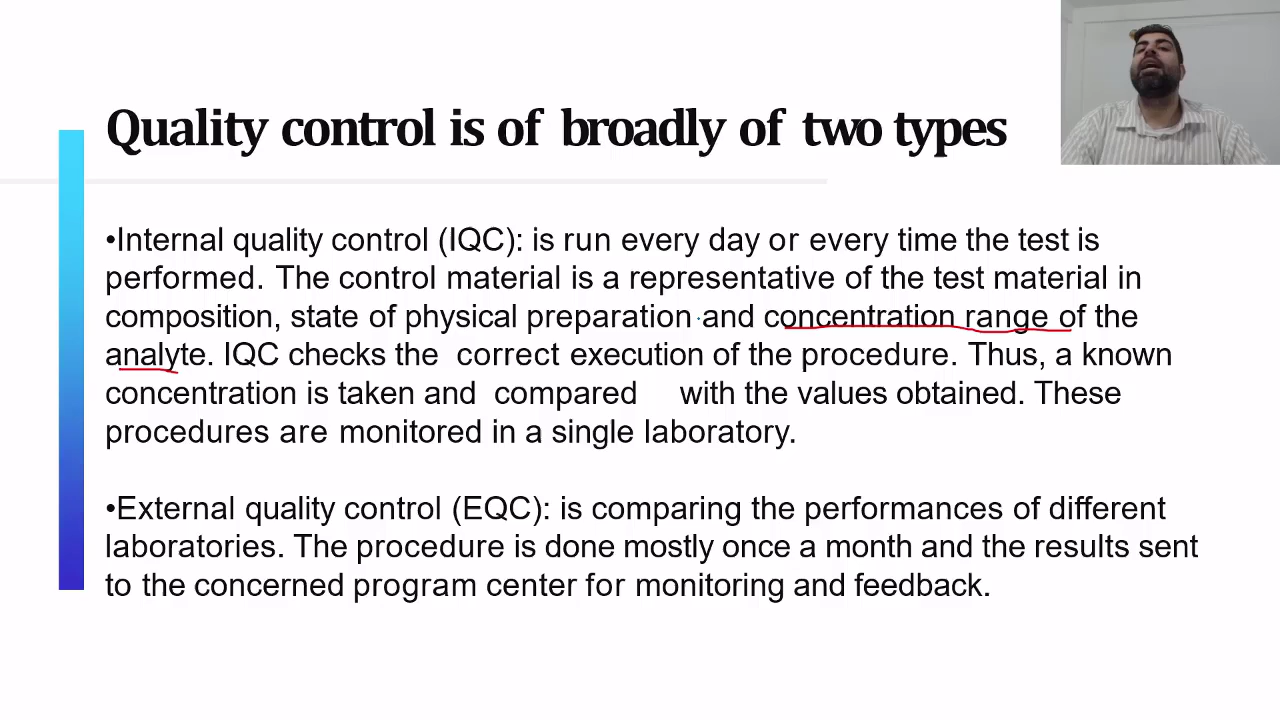 Quality control is of broadly of two types
•Internal quality control (IQC): is run every day or every time the test is
performed. The control material is a representative of the test material in
composition, state of physical preparation and concentration range of the
analyte. IQC checks the correct execution of the procedure. Thus, a known
concentration is taken and compared with the values obtained. These
procedures are monitored in a single laboratory.
•External quality control (EQC): is comparing the performances of different
laboratories. The procedure is done mostly once a month and the results sent
to the concerned program center for monitoring and feedback.